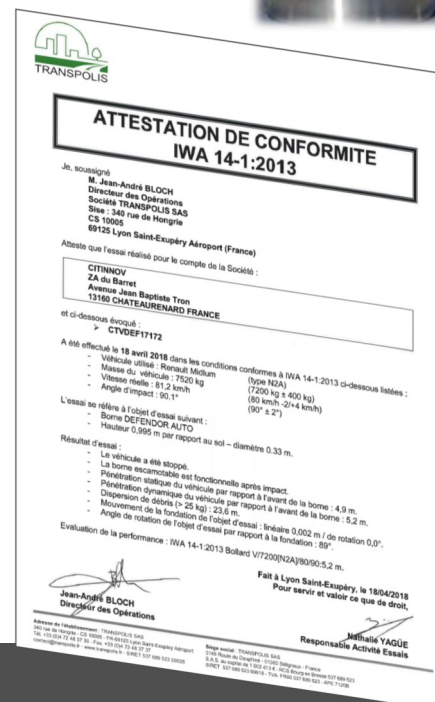 TRANSPOLIS
ATTESTATION DE CONFORMITE
IWA 14-1:2013
Je, soussigné
M. Jean-André BLOCH
Directeur des Opérations
Société TRANSPOLIS SAS
Sise : 340 rue de Hongrie
CS 10005
69125 Lyon Saint-Exupéry Aéroport (France)
Atteste que l'essai réalisé pour le compte de la Société :
CITINNOV
ZA du Barret
Avenue Jean Baptiste Tron
13160 CHATEAURENARD FRANCE
et ci-dessous évoqué :
➢ CTVDEF17172
A été effectué le 18 avril 2018 dans les conditions conformes à IWA 14-1:2013 ci-dessous listées :
- Véhicule utilisé : Renault Midlum (type N2A)
- Masse du véhicule : 7520 kg (7200 kg ± 400 kg)
- Vitesse réelle : 81,2 km/h (80 km/h -2/+4 km/h)
- Angle d'impact : 90.1° (90° ± 2°)
L'essai se réfère à l'objet d'essai suivant :
- Borne DEFENDOR AUTO
- Hauteur 0,995 m par rapport au sol – diamètre 0.33 m.
Résultat d'essai :
- Le véhicule a été stoppé.
- La borne escamotable est fonctionnelle après impact.
- Pénétration statique du véhicule par rapport à l'avant de la borne : 4,9 m.
- Pénétration dynamique du véhicule par rapport à l'avant de la borne : 5,2 m.
- Dispersion de débris (> 25 kg) : 23,6 m.
- Mouvement de la fondation de l'objet d'essai : linéaire 0,002 m / de rotation 0,0°.
- Angle de rotation de l'objet d'essai par rapport à la fondation : 89°.
Evaluation de la performance : IWA 14-1:2013 Bollard V/7200[N2A]/80/90:5,2 m.
Fait à Lyon Saint-Exupéry, le 18/04/2018
Pour servir et valoir ce que de droit,
Jean-André BLOCH
Directeur des Opérations
Nathalie YAGÜE
Responsable Activité Essais
Adresse de l'établissement : TRANSPOLIS SAS
Siège social : TRANSPOLIS SAS